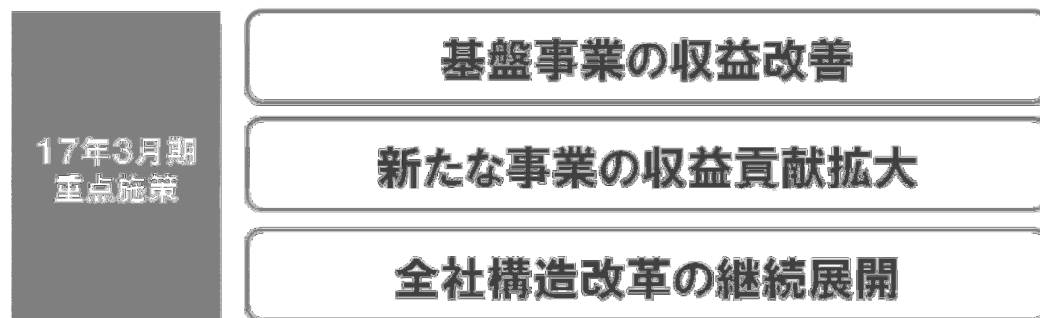 17年3月期
重点施策
基盤事業の収益改善
新たな事業の収益貢献拡大
全社構造改革の継続展開